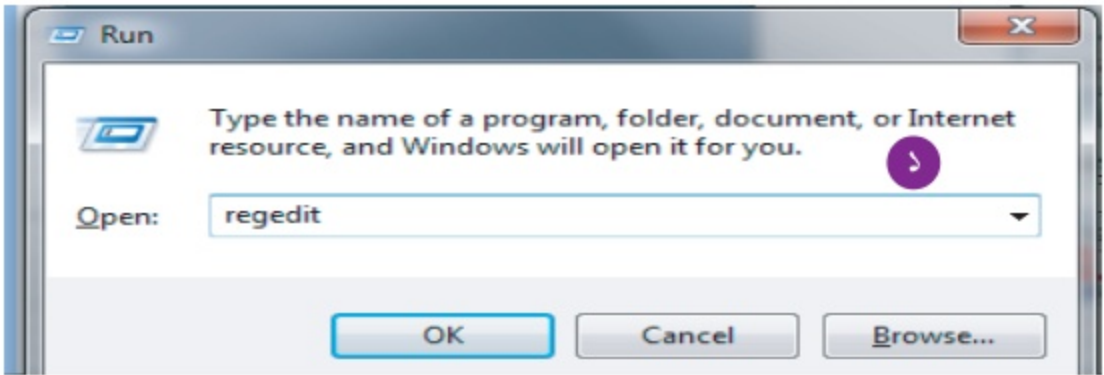 Run
Type the name of a program, folder, document, or Internet
resource, and Windows will open it for you.
১
Open: regedit
OK Cancel Browse...